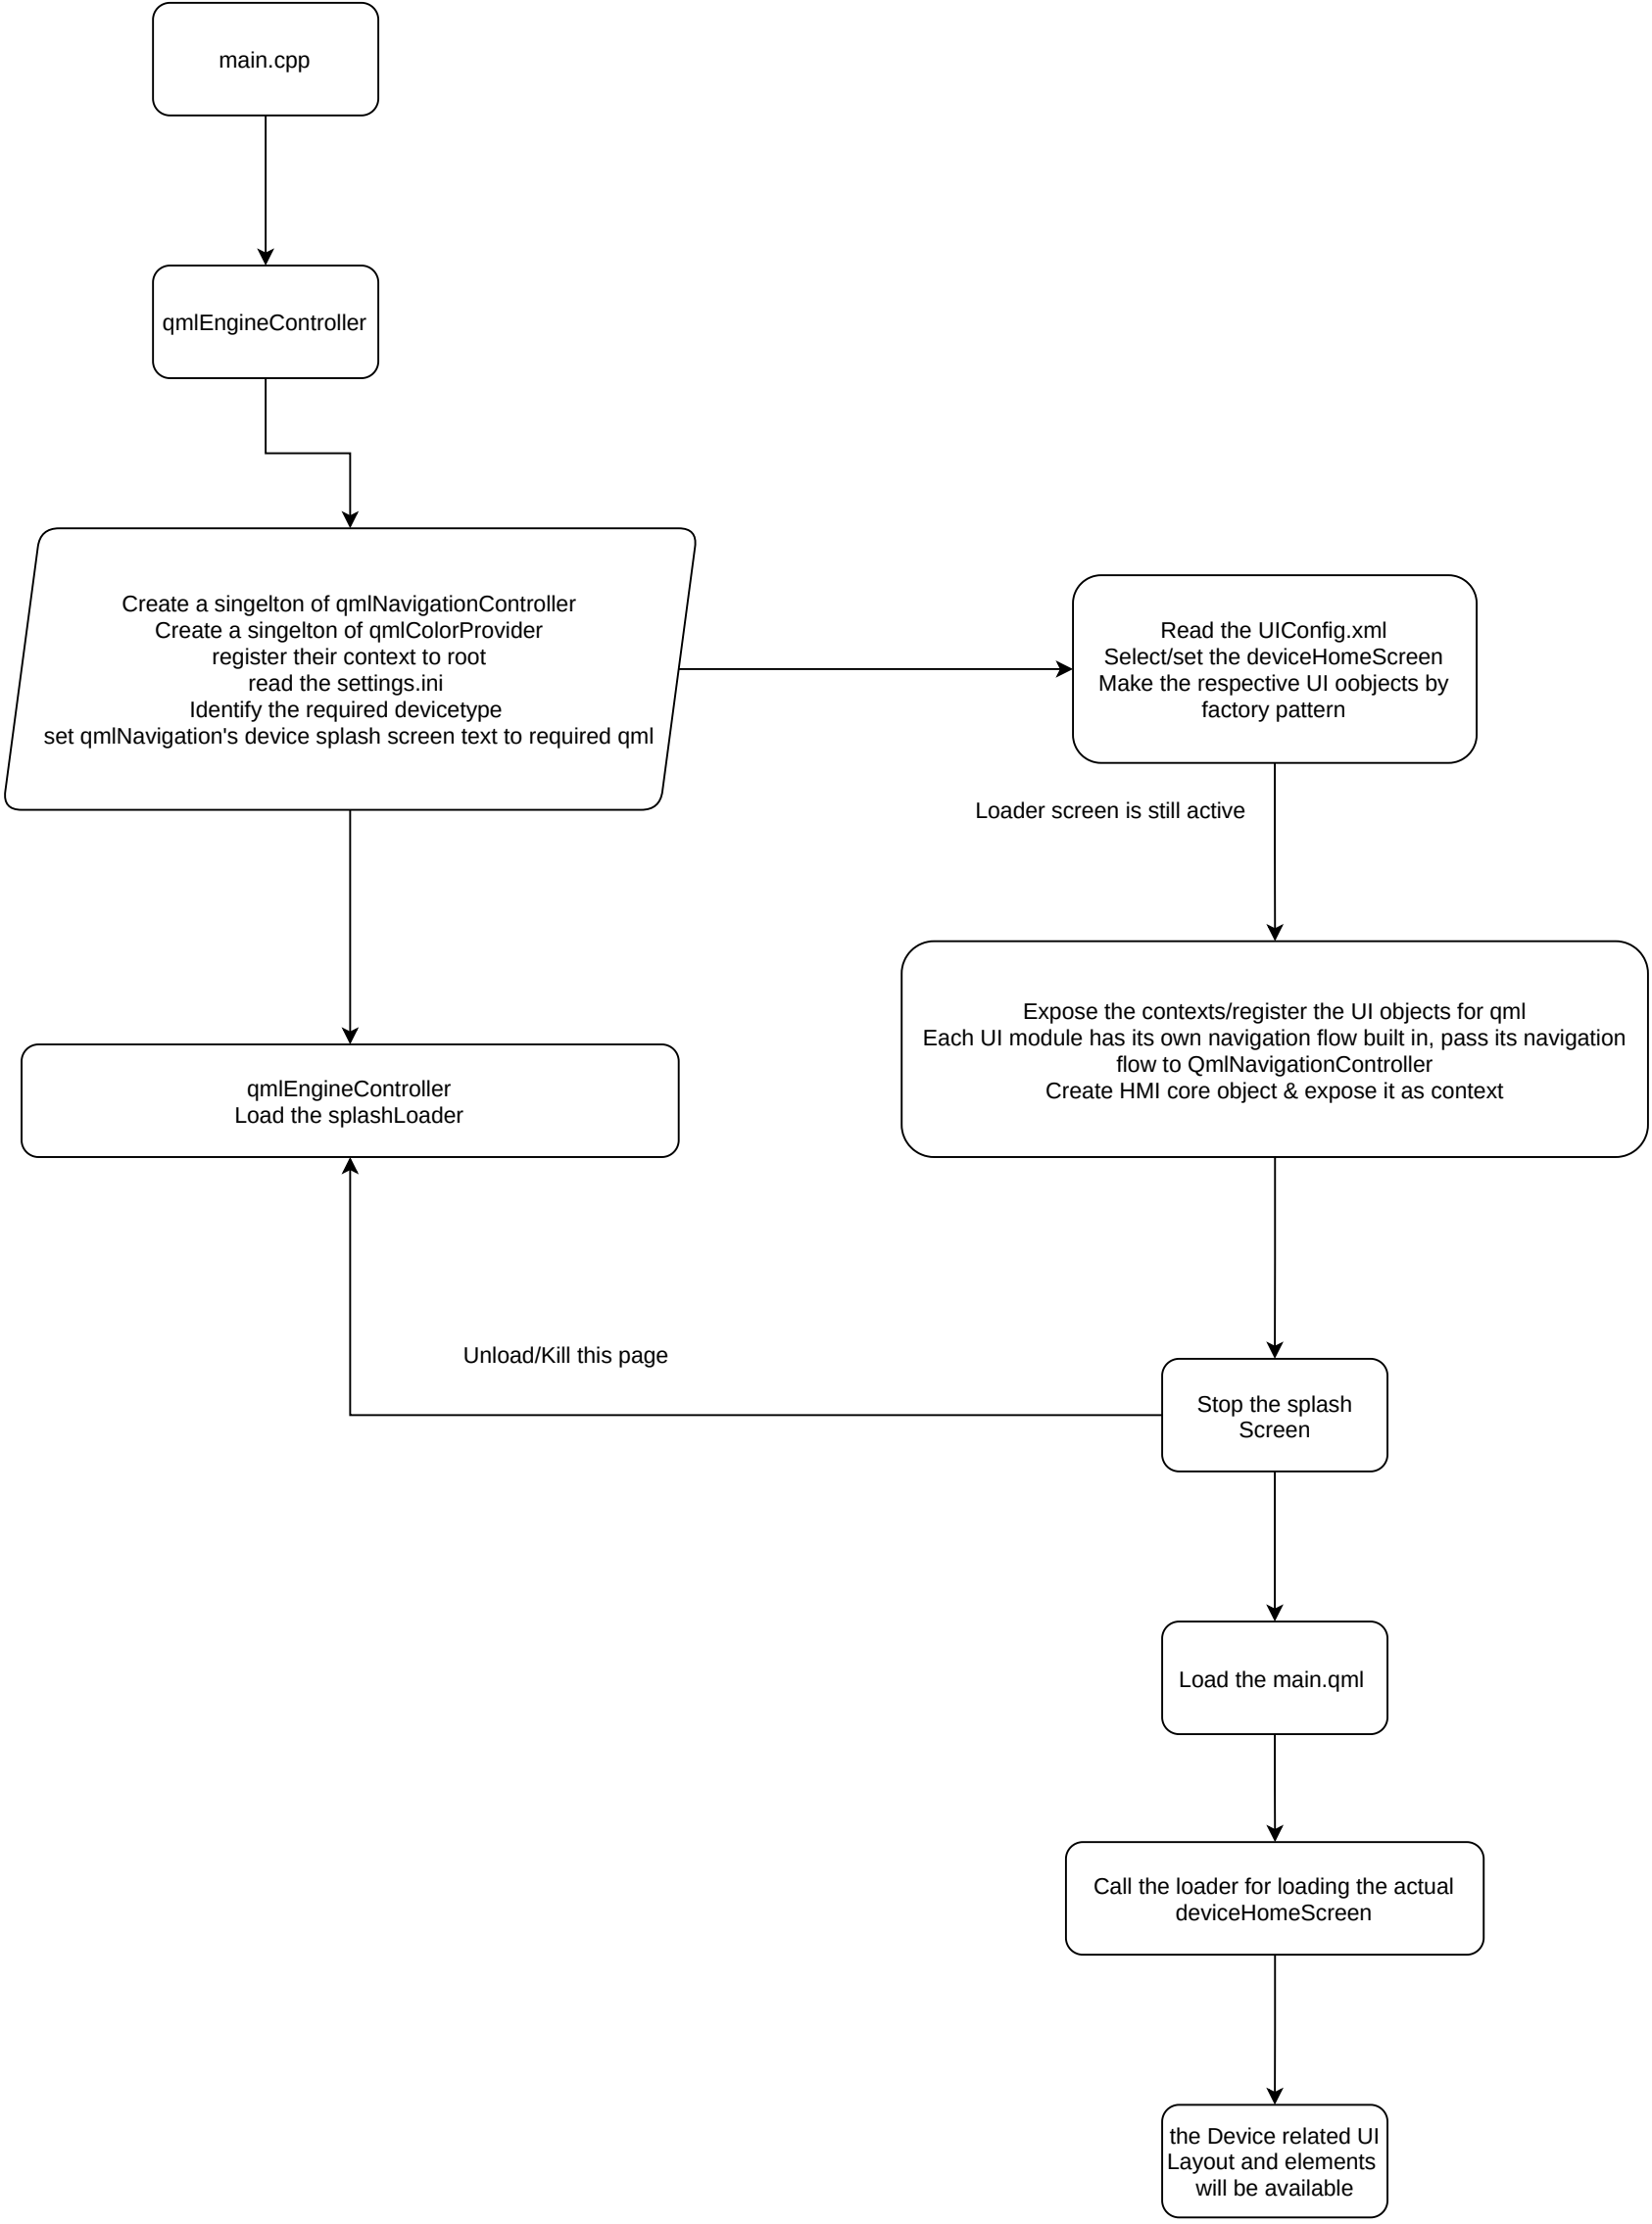 main.cpp
qmlEngineController
Create a singelton of qmlNavigationController
Create a singelton of qmlColorProvider
register their context to root
read the settings.ini
Identify the required devicetype
set qmlNavigation's device splash screen text to required qml
Read the UIConfig.xml
Select/set the deviceHomeScreen
Make the respective UI oobjects by
factory pattern
Loader screen is still active
Expose the contexts/register the UI objects for qml
Each UI module has its own navigation flow built in, pass its navigation
flow to QmlNavigationController
Create HMI core object & expose it as context
qmlEngineController
Load the splashLoader
Unload/Kill this page
Stop the splash
Screen
Load the main.qml
Call the loader for loading the actual
deviceHomeScreen
the Device related UI
Layout and elements
will be available